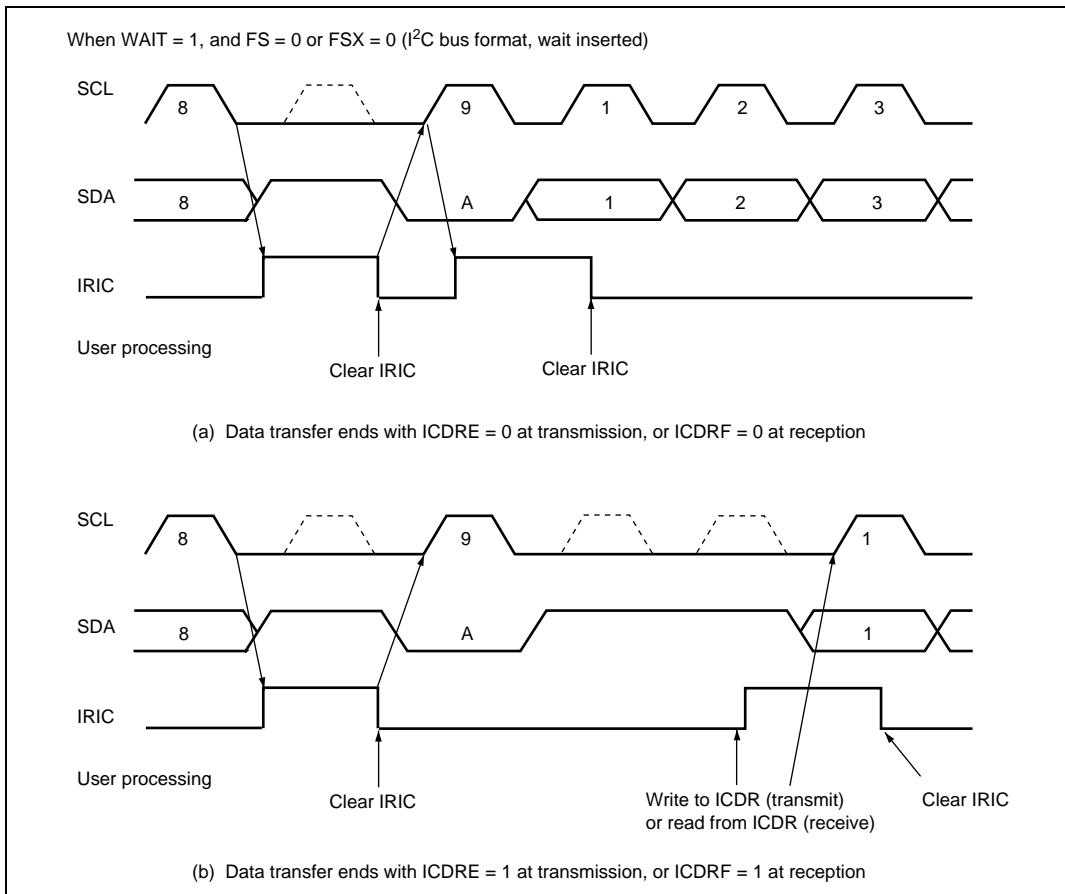 When WAIT = 1, and FS = 0 or FSX = 0 (I²C bus format, wait inserted)
SCL
8 9 1 2 3
SDA
8 A 1 2 3
IRIC
User processing
Clear IRIC Clear IRIC
(a) Data transfer ends with ICDRE = 0 at transmission, or ICDRF = 0 at reception
SCL
8 9 1
SDA
8 A 1
IRIC
User processing
Clear IRIC
Write to ICDR (transmit)
or read from ICDR (receive)
Clear IRIC
(b) Data transfer ends with ICDRE = 1 at transmission, or ICDRF = 1 at reception